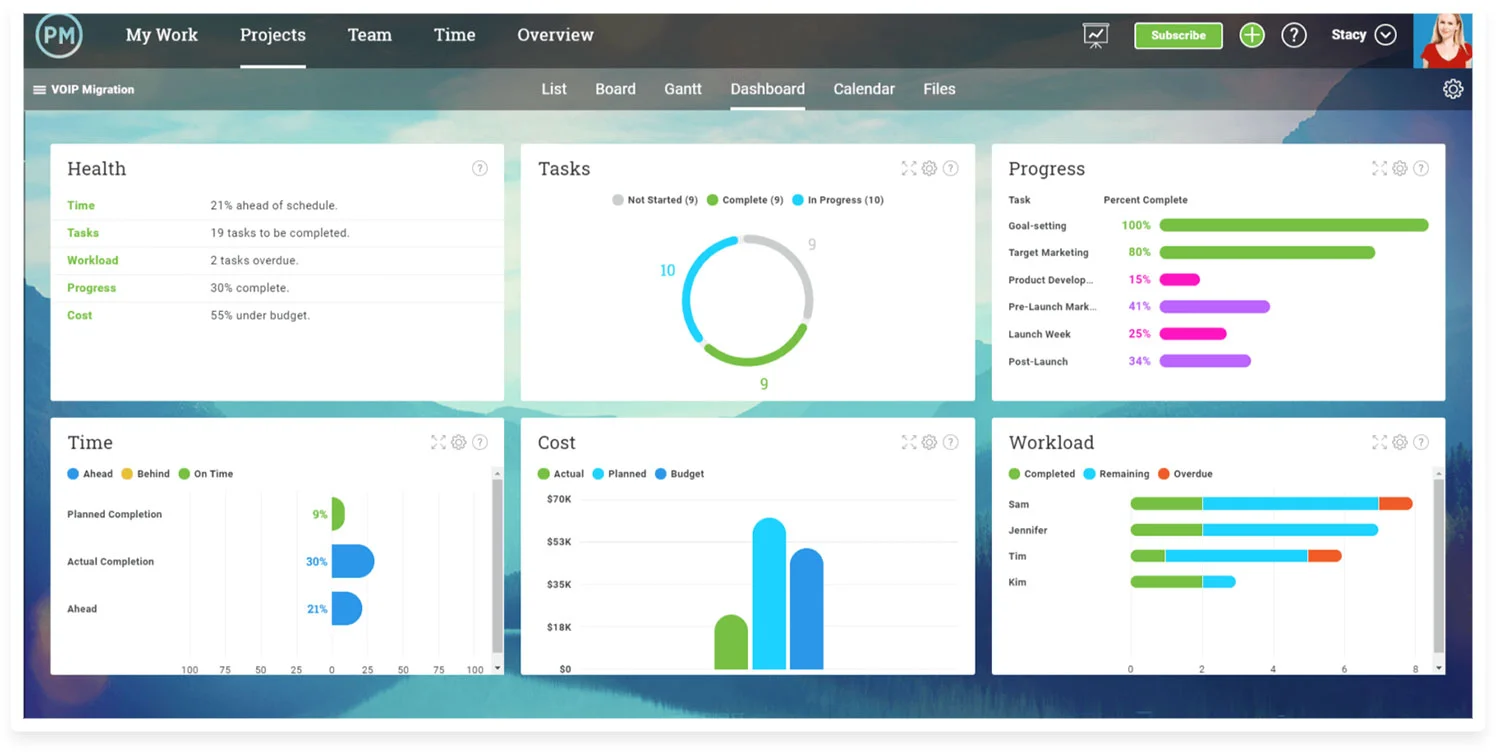 PM My Work Projects Team Time Overview Subscribe ? Stacy
VOIP Migration List Board Gantt Dashboard Calendar Files
Health ?
Time 21% ahead of schedule.
Tasks 19 tasks to be completed.
Workload 2 tasks overdue.
Progress 30% complete.
Cost 55% under budget.
Tasks ?
Not Started (9) Complete (9) In Progress (10)
9
10
9
Progress ?
Task Percent Complete
Goal-setting 100%
Target Marketing 80%
Product Develop... 15%
Pre-Launch Mark... 41%
Launch Week 25%
Post-Launch 34%
Time ?
Ahead Behind On Time
Planned Completion 9%
Actual Completion 30%
Ahead 21%
100 75 50 25 0 25 50 75 100
Cost ?
Actual Planned Budget
$70K
$53K
$35K
$18K
$0
Workload ?
Completed Remaining Overdue
Sam
Jennifer
Tim
Kim
0 2 4 6 8